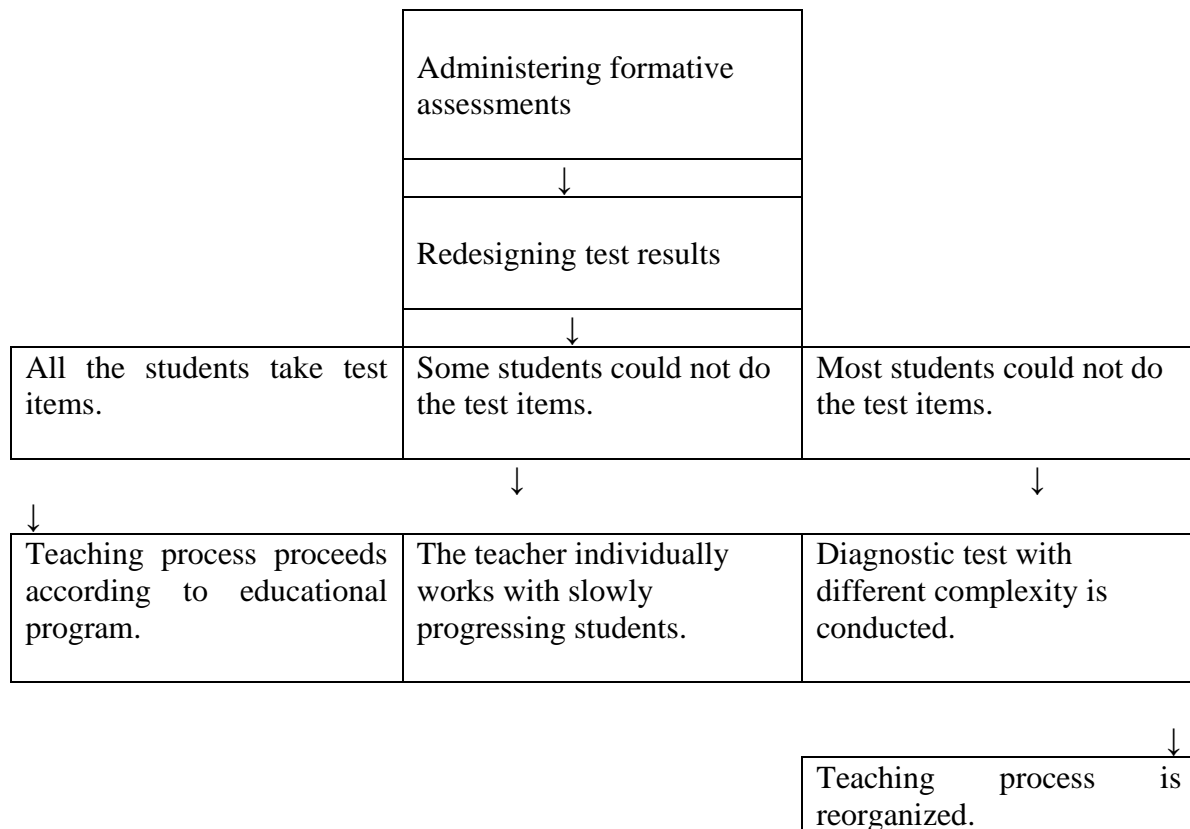 Administering formative
assessments
↓
Redesigning test results
↓
All the students take test
items.
Some students could not do
the test items.
Most students could not do
the test items.
↓
↓
↓
Teaching process proceeds
according to educational
program.
The teacher individually
works with slowly
progressing students.
Diagnostic test with
different complexity is
conducted.
↓
Teaching process is
reorganized.